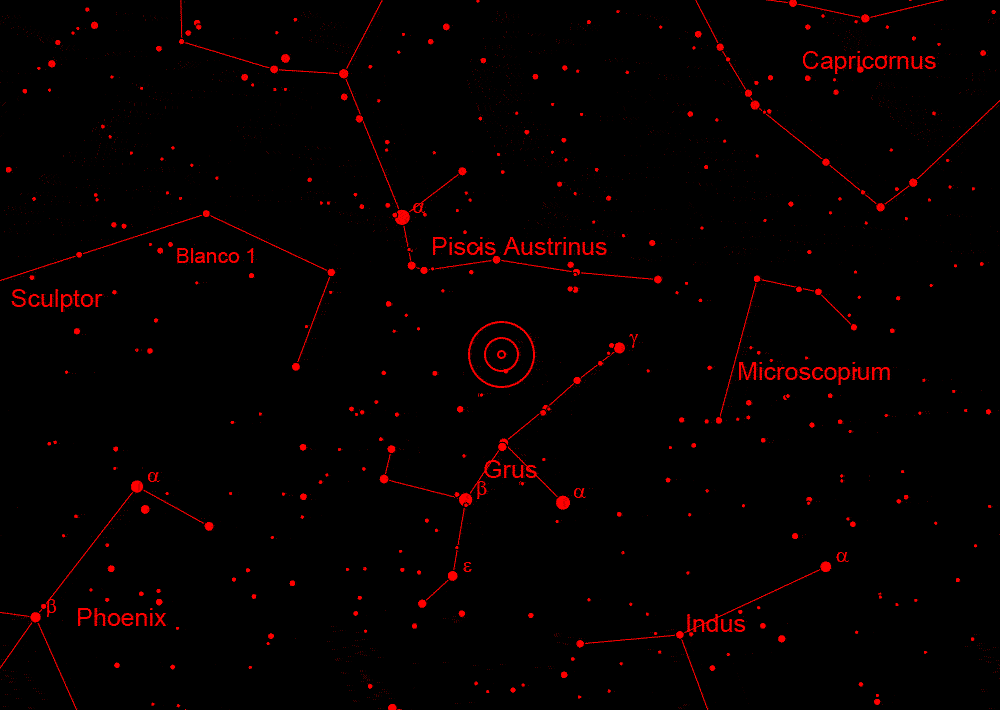 Capricornus
α
Piscis Austrinus
Blanco 1
Sculptor
γ
Microscopium
Grus
α
β
α
α
ε
β
Phoenix
Indus